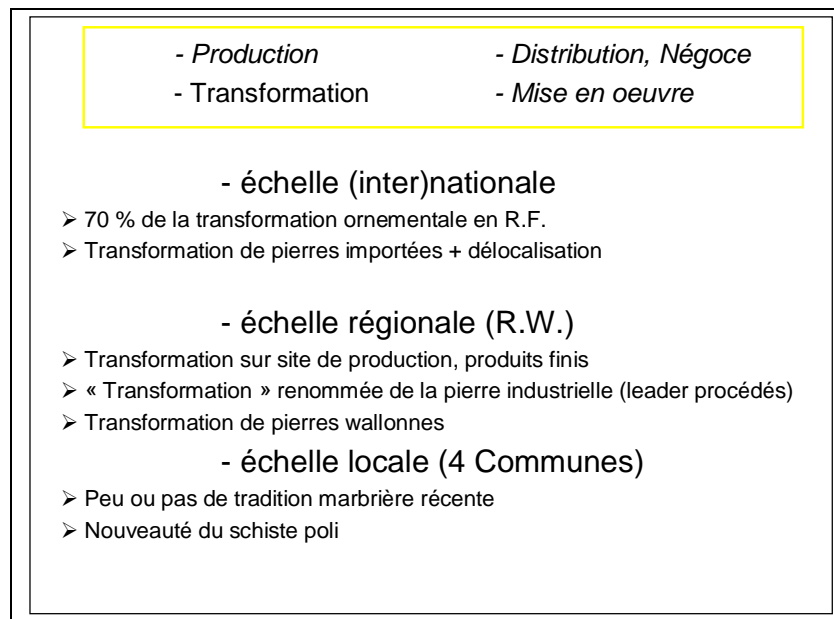 - Production - Distribution, Négoce
- Transformation - Mise en oeuvre
- échelle (inter)nationale
➢ 70 % de la transformation ornementale en R.F.
➢ Transformation de pierres importées + délocalisation
- échelle régionale (R.W.)
➢ Transformation sur site de production, produits finis
➢ « Transformation » renommée de la pierre industrielle (leader procédés)
➢ Transformation de pierres wallonnes
- échelle locale (4 Communes)
➢ Peu ou pas de tradition marbrière récente
➢ Nouveauté du schiste poli